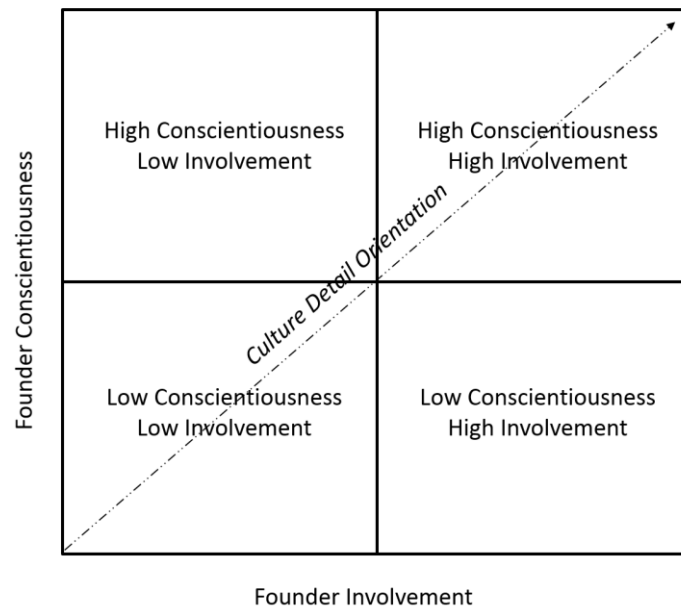 High Conscientiousness
Low Involvement
High Conscientiousness
High Involvement
Culture Detail Orientation
Founder Conscientiousness
Low Conscientiousness
Low Involvement
Low Conscientiousness
High Involvement
Founder Involvement